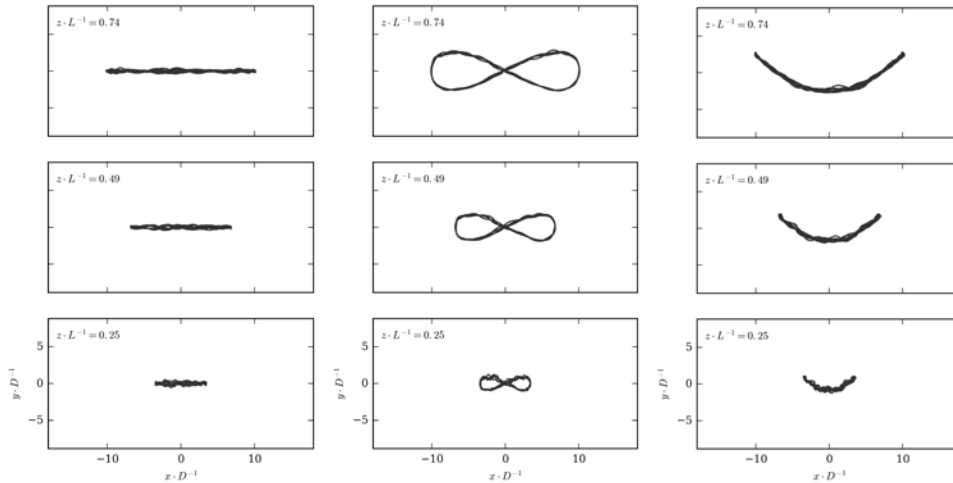 z · L⁻¹ = 0.74
z · L⁻¹ = 0.74
z · L⁻¹ = 0.74
z · L⁻¹ = 0.49
z · L⁻¹ = 0.49
z · L⁻¹ = 0.49
z · L⁻¹ = 0.25
z · L⁻¹ = 0.25
z · L⁻¹ = 0.25
y · D⁻¹
5
0
−5
−10
0
10
x · D⁻¹
y · D⁻¹
5
0
−5
−10
0
10
x · D⁻¹
y · D⁻¹
5
0
−5
−10
0
10
x · D⁻¹